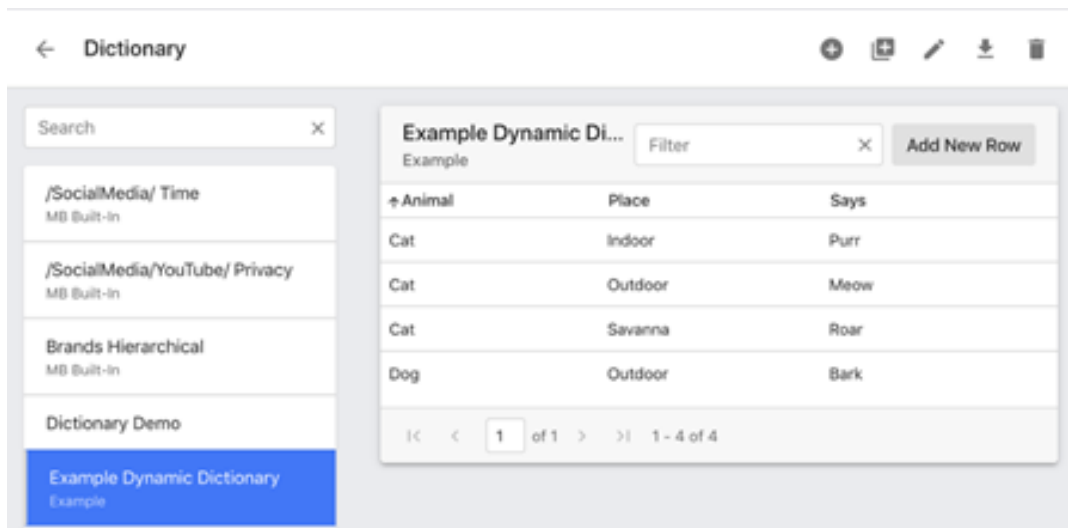 Dictionary
Search
/SocialMedia/ Time
MB Built-In
/SocialMedia/YouTube/ Privacy
MB Built-In
Brands Hierarchical
MB Built-In
Dictionary Demo
Example Dynamic Dictionary
Example
Example Dynamic Di...
Example
Filter
Add New Row
Animal Place Says
Cat Indoor Purr
Cat Outdoor Meow
Cat Savanna Roar
Dog Outdoor Bark
1 of 1 1 - 4 of 4